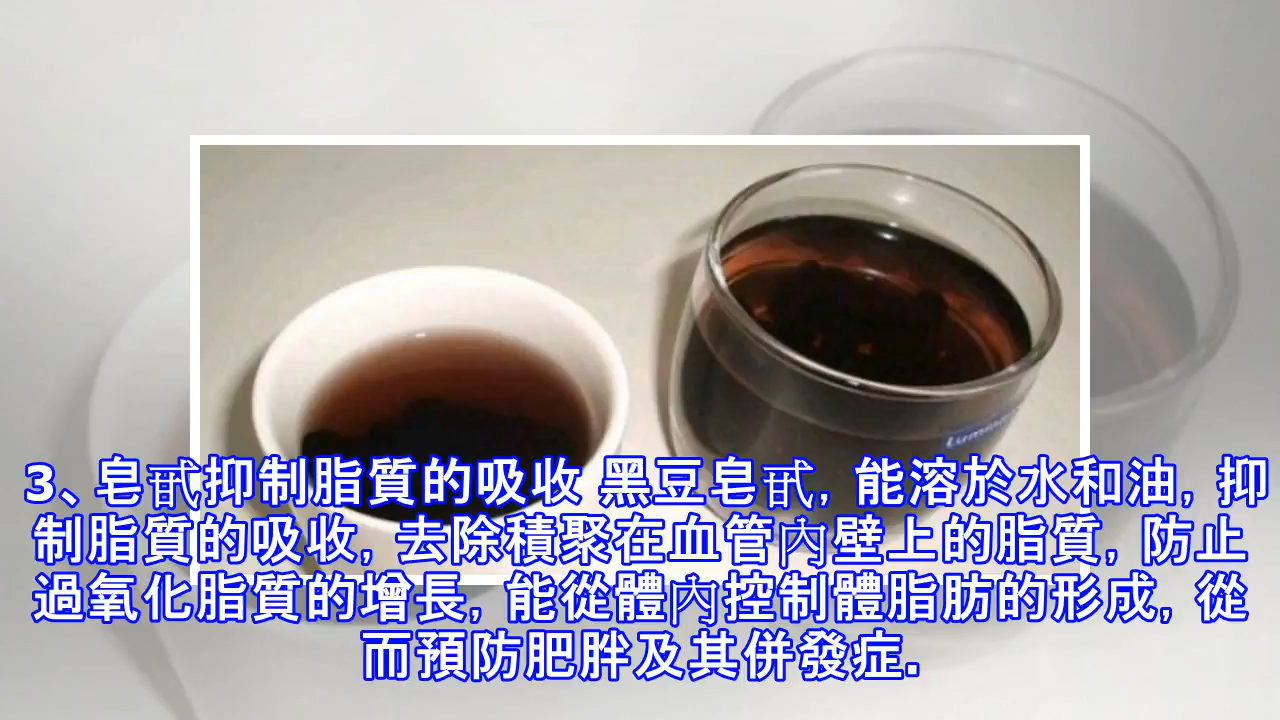 3、皂甙抑制脂質的吸收 黑豆皂甙, 能溶於水和油, 抑
制脂質的吸收, 去除積聚在血管內壁上的脂質, 防止
過氧化脂質的增長, 能從體內控制體脂肪的形成, 從
而預防肥胖及其併發症.